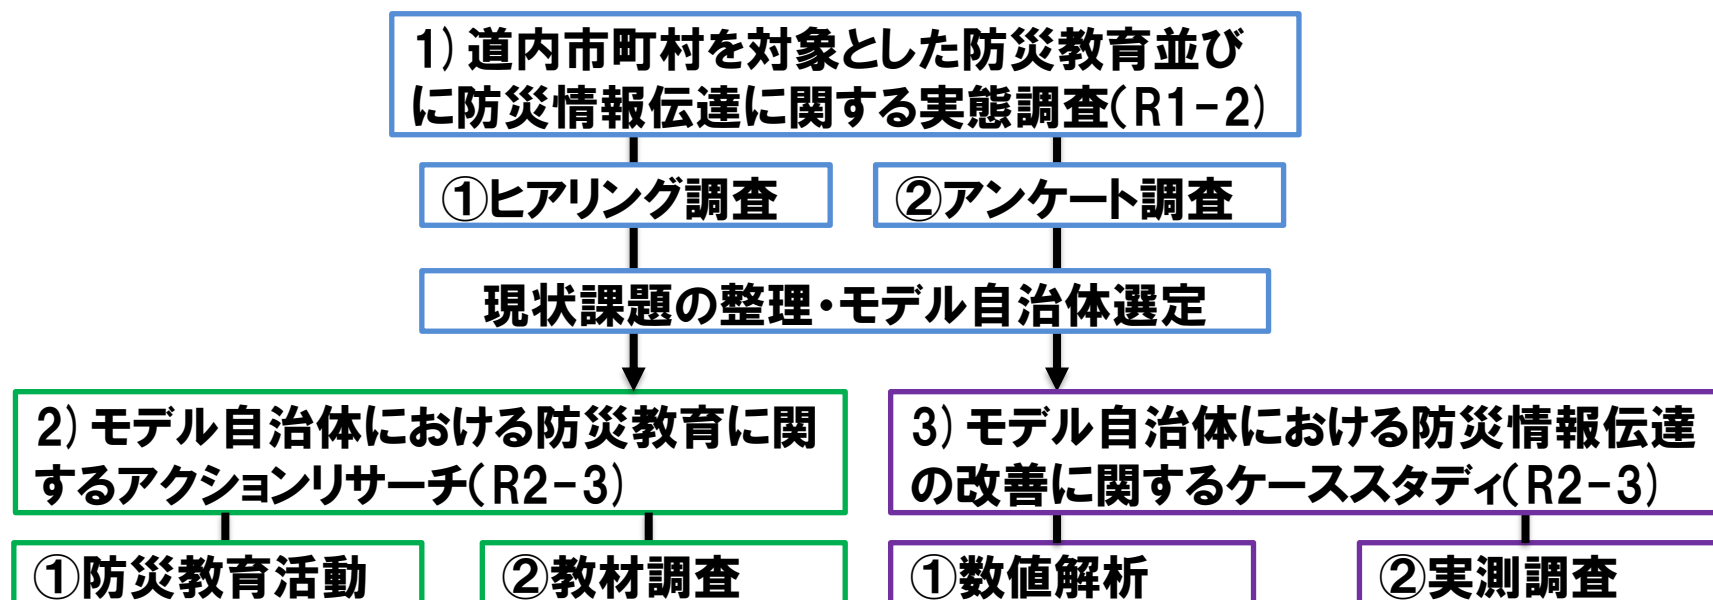 1) 道内市町村を対象とした防災教育並び
に防災情報伝達に関する実態調査(R1-2)
①ヒアリング調査
②アンケート調査
現状課題の整理・モデル自治体選定
2) モデル自治体における防災教育に関
するアクションリサーチ(R2-3)
3) モデル自治体における防災情報伝達
の改善に関するケーススタディ(R2-3)
①防災教育活動
②教材調査
①数値解析
②実測調査